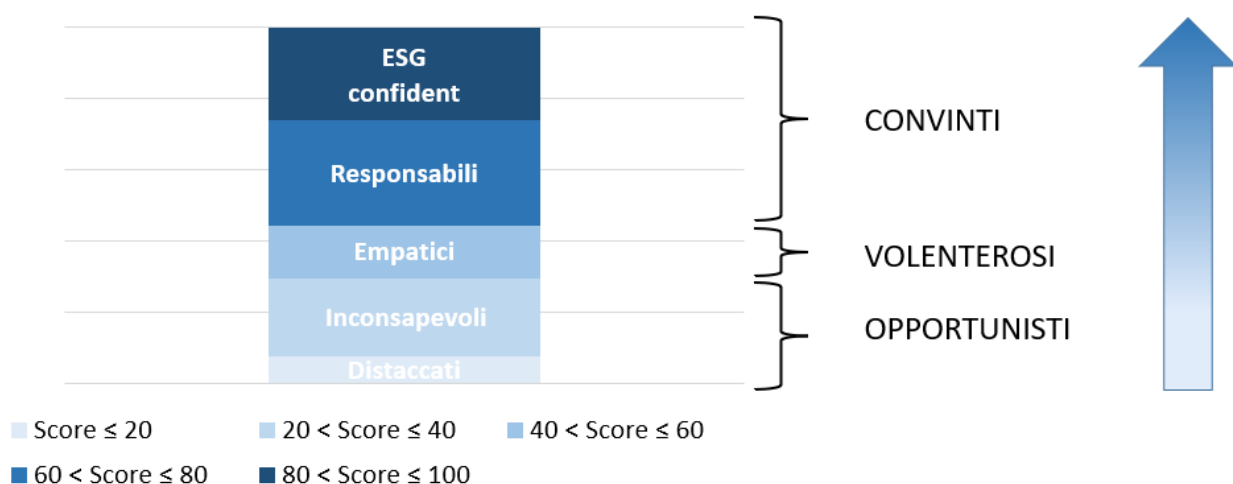 ESG
confident
Responsabili
Empatici
Inconsapevoli
Distaccati
CONVINTI
VOLENTEROSI
OPPORTUNISTI
Score ≤ 20
20 < Score ≤ 40
40 < Score ≤ 60
60 < Score ≤ 80
80 < Score ≤ 100